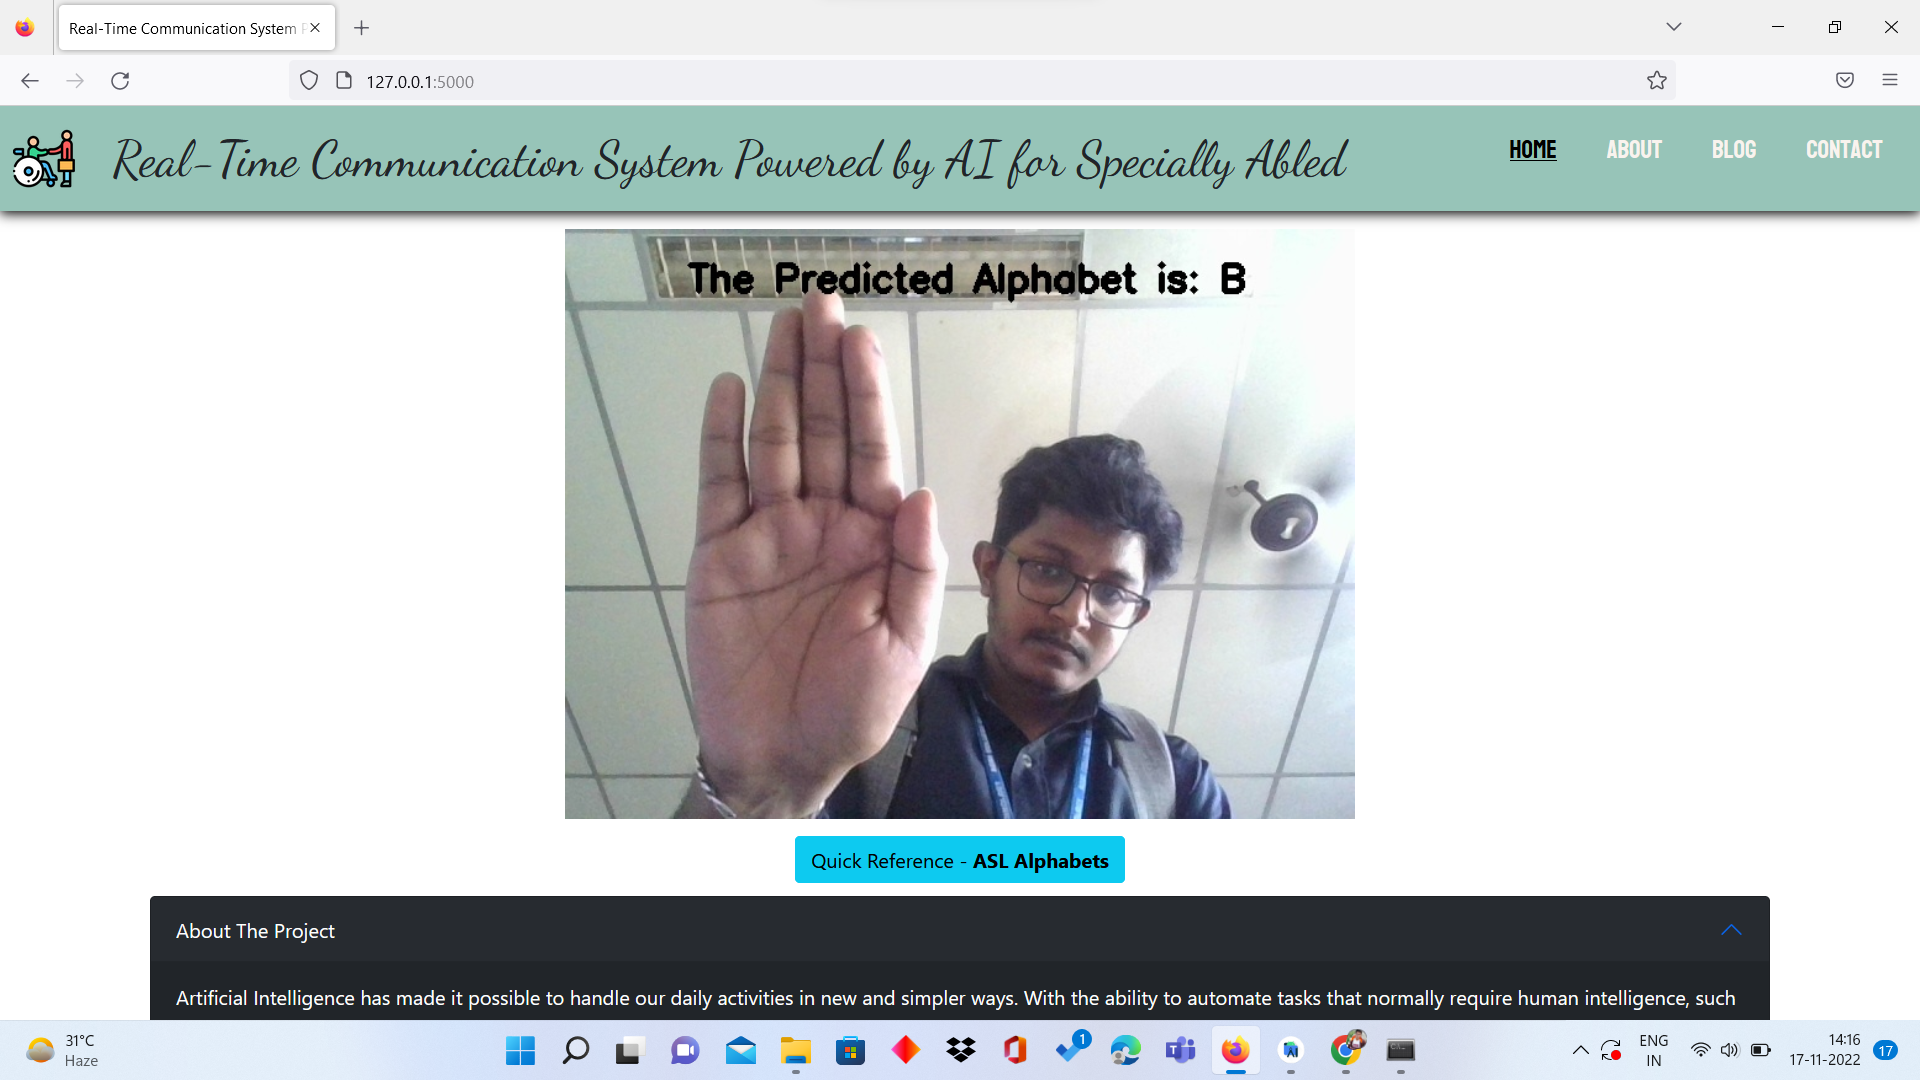 Real-Time Communication System P
127.0.0.1:5000
Real-Time Communication System Powered by AI for Specially Abled
HOME ABOUT BLOG CONTACT
The Predicted Alphabet is: B
Quick Reference - ASL Alphabets
About The Project
Artificial Intelligence has made it possible to handle our daily activities in new and simpler ways. With the ability to automate tasks that normally require human intelligence, such
31°C
Haze
1
ENG
IN
14:16
17-11-2022
17